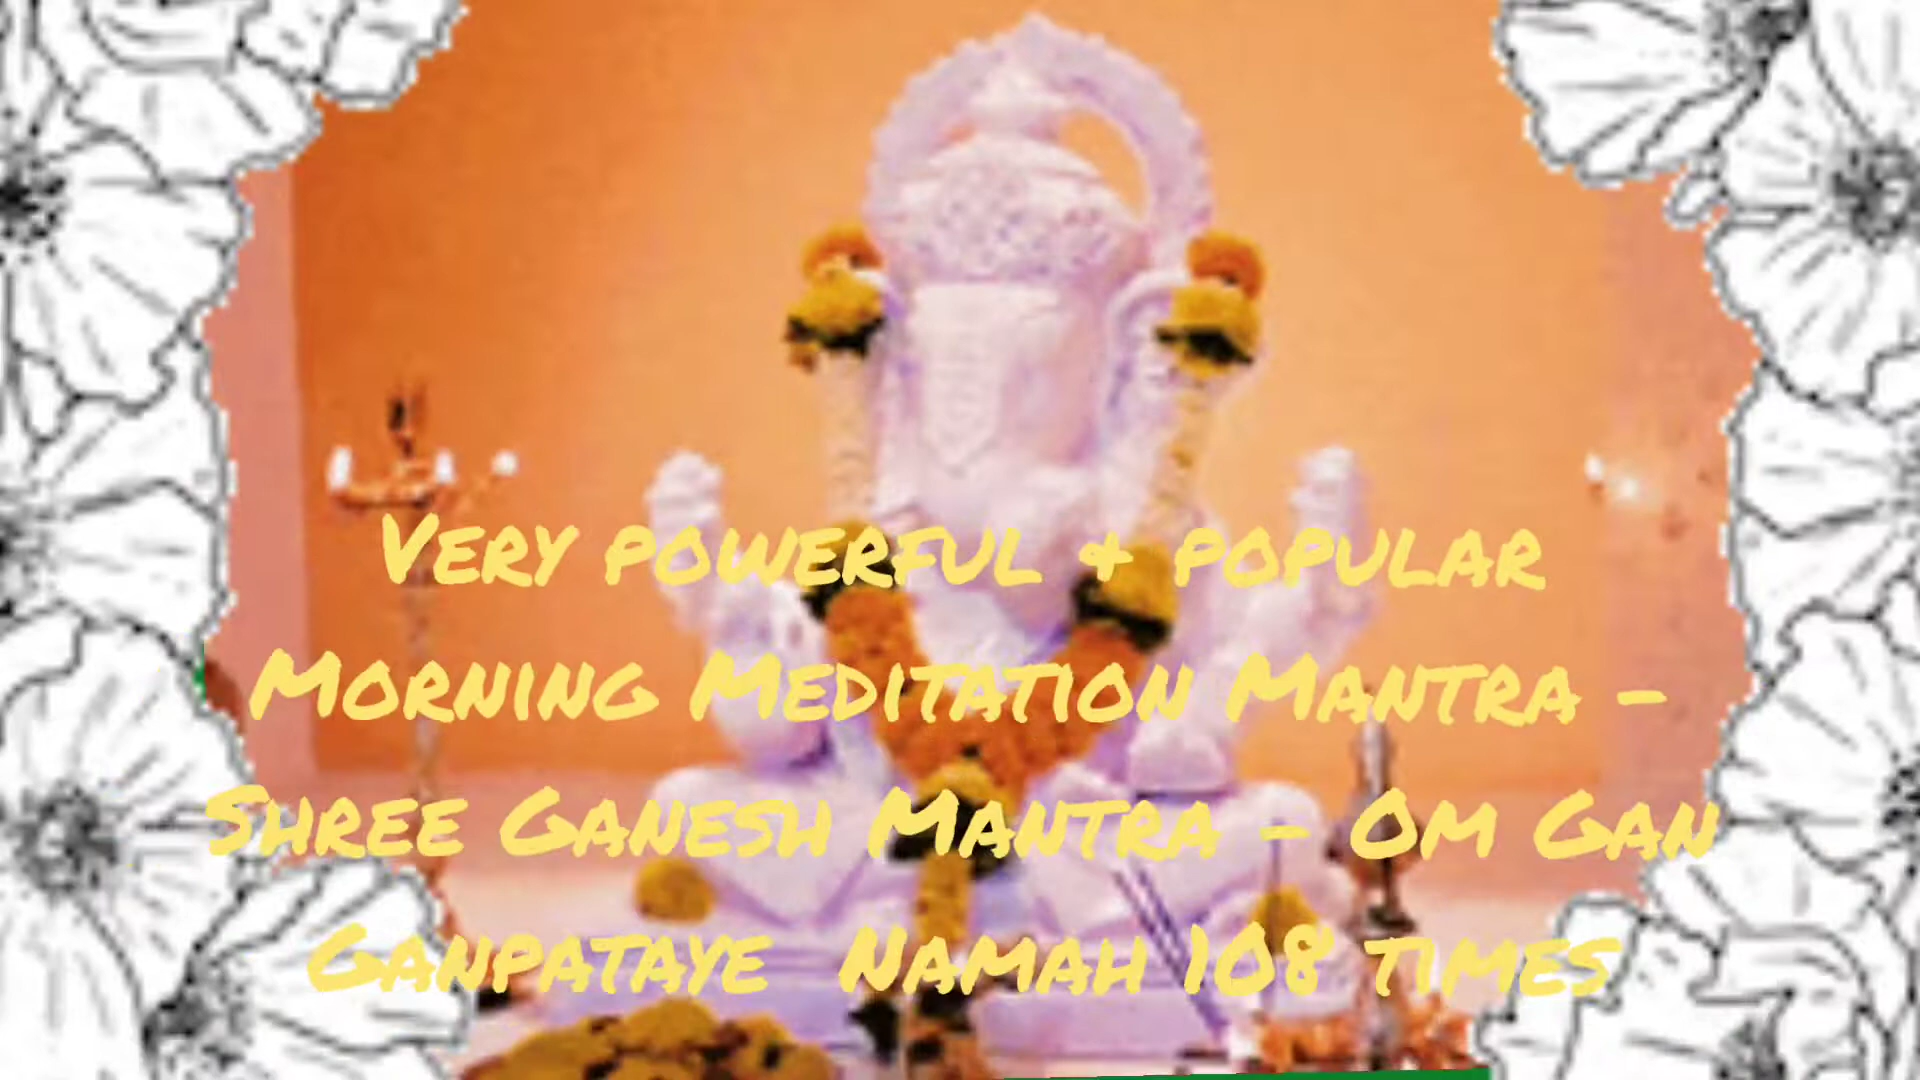 Very powerful & popular
Morning Meditation Mantra -
Shree Ganesh Mantra - Om Gan
Ganpataye Namah 108 times